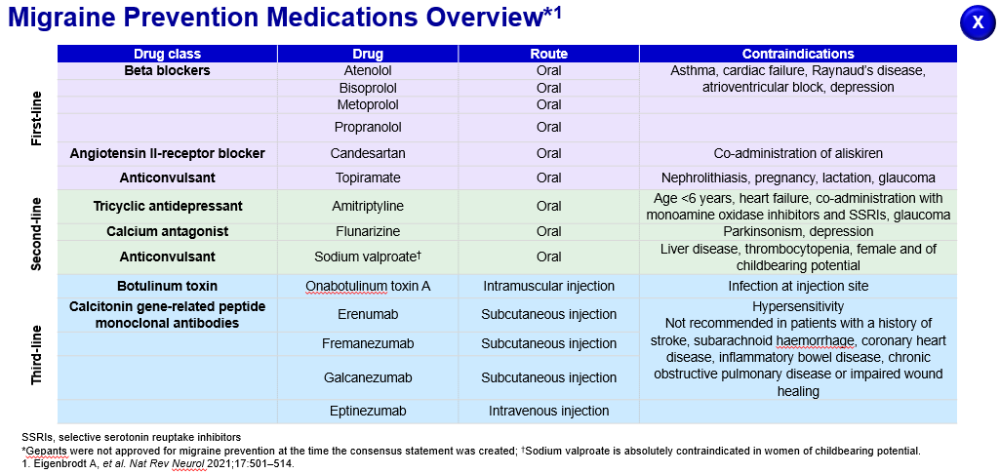 Migraine Prevention Medications Overview*1
X
Drug class Drug Route Contraindications
First-line
Beta blockers Atenolol Oral Asthma, cardiac failure, Raynaud's disease,
Bisoprolol Oral atrioventricular block, depression
Metoprolol Oral
Propranolol Oral
Angiotensin II-receptor blocker Candesartan Oral Co-administration of aliskiren
Anticonvulsant Topiramate Oral Nephrolithiasis, pregnancy, lactation, glaucoma
Second-line
Tricyclic antidepressant Amitriptyline Oral Age <6 years, heart failure, co-administration with
monoamine oxidase inhibitors and SSRIs, glaucoma
Calcium antagonist Flunarizine Oral Parkinsonism, depression
Anticonvulsant Sodium valproate† Oral Liver disease, thrombocytopenia, female and of
childbearing potential
Third-line
Botulinum toxin Onabotulinum toxin A Intramuscular injection Infection at injection site
Calcitonin gene-related peptide
monoclonal antibodies
Erenumab Subcutaneous injection
Hypersensitivity
Not recommended in patients with a history of
stroke, subarachnoid haemorrhage, coronary heart
disease, inflammatory bowel disease, chronic
obstructive pulmonary disease or impaired wound
healing
Fremanezumab Subcutaneous injection
Galcanezumab Subcutaneous injection
Eptinezumab Intravenous injection
SSRIs, selective serotonin reuptake inhibitors
*Gepants were not approved for migraine prevention at the time the consensus statement was created; †Sodium valproate is absolutely contraindicated in women of childbearing potential.
1. Eigenbrodt A, et al. Nat Rev Neurol 2021;17:501–514.